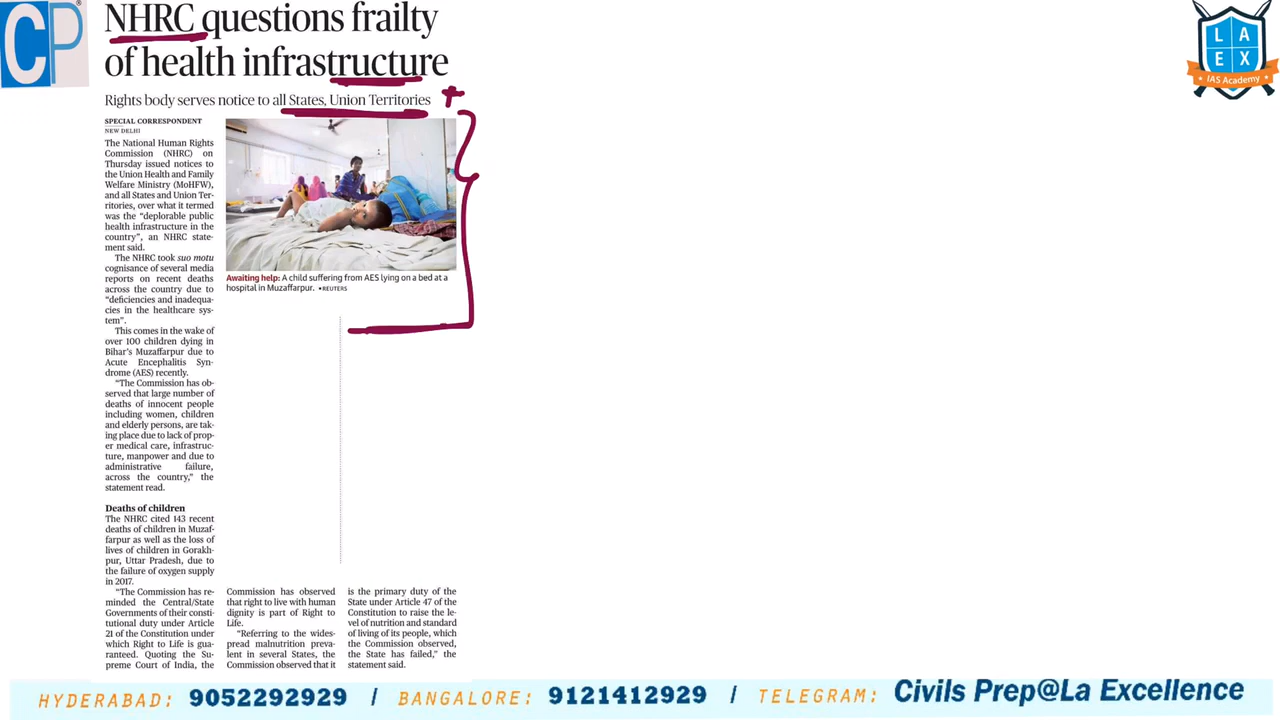 CP®
NHRC questions frailty
of health infrastructure
Rights body serves notice to all States, Union Territories
SPECIAL CORRESPONDENT
NEW DELHI
The National Human Rights
Commission (NHRC) on
Thursday issued notices to
the Union Health and Family
Welfare Ministry (MoHFW),
and all States and Union Ter-
ritories, over what it termed
was the “deplorable public
health infrastructure in the
country”, an NHRC state-
ment said.
The NHRC took suo motu
cognisance of several media
reports on recent deaths
across the country due to
“deficiencies and inadequa-
cies in the healthcare sys-
tem”.
This comes in the wake of
over 100 children dying in
Bihar’s Muzaffarpur due to
Acute Encephalitis Syn-
drome (AES) recently.
“The Commission has ob-
served that large number of
deaths of innocent people
including women, children
and elderly persons, are tak-
ing place due to lack of prop-
er medical care, infrastruc-
ture, manpower and due to
administrative failure,
across the country,” the
statement read.
Deaths of children
The NHRC cited 143 recent
deaths of children in Muzaf-
farpur as well as the loss of
lives of children in Gorakh-
pur, Uttar Pradesh, due to
the failure of oxygen supply
in 2017.
“The Commission has re-
minded the Central/State
Governments of their consti-
tutional duty under Article
21 of the Constitution under
which Right to Life is gua-
ranteed. Quoting the Su-
preme Court of India, the
Awaiting help: A child suffering from AES lying on a bed at a
hospital in Muzaffarpur. •REUTERS
Commission has observed
that right to live with human
dignity is part of Right to
Life.
“Referring to the wides-
pread malnutrition preva-
lent in several States, the
Commission observed that it
is the primary duty of the
State under Article 47 of the
Constitution to raise the le-
vel of nutrition and standard
of living of its people, which
the Commission observed,
the State has failed,” the
statement said.
L A
E X
IAS Academy
HYDERABAD: 9052292929 / BANGALORE: 9121412929 / TELEGRAM: Civils Prep@La Excellence